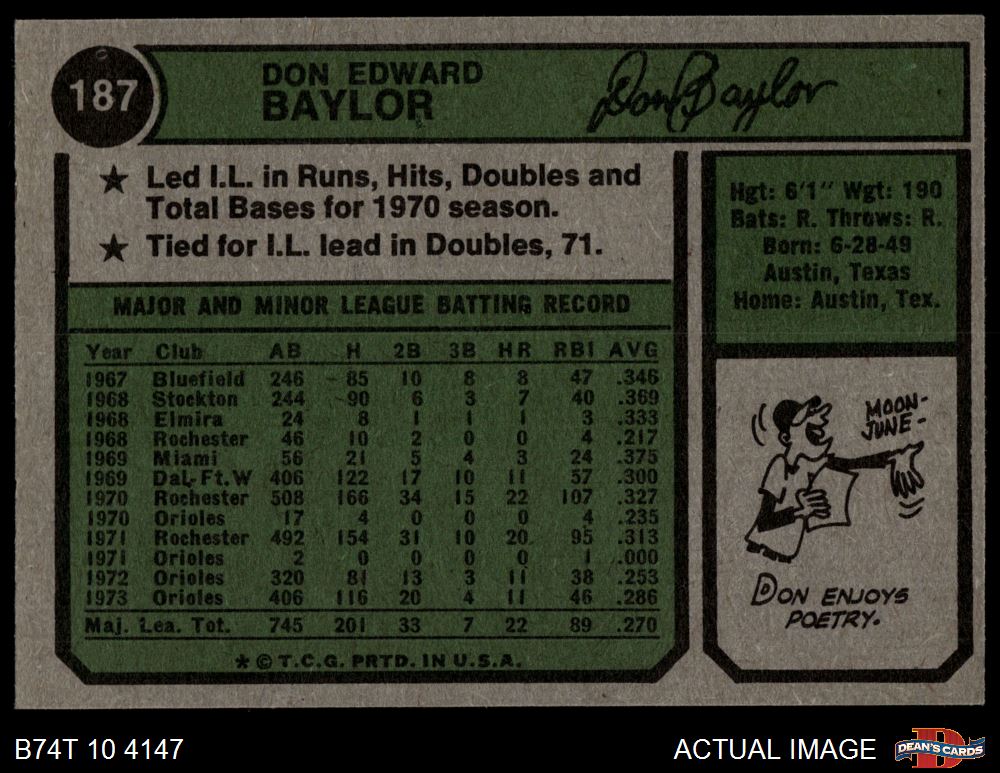 187
DON EDWARD
BAYLOR
Don Baylor
★ Led I.L. in Runs, Hits, Doubles and
Total Bases for 1970 season.
★ Tied for I.L. lead in Doubles, 71.
MAJOR AND MINOR LEAGUE BATTING RECORD
Year Club AB H 2B 3B HR RBI AVG
1967 Bluefield 246 85 10 8 8 47 .346
1968 Stockton 244 90 6 3 7 40 .369
1968 Elmira 24 8 1 1 1 3 .333
1968 Rochester 46 10 2 0 0 4 .217
1969 Miami 56 21 5 4 3 24 .375
1969 Dal-Ft.W 406 122 17 10 11 57 .300
1970 Rochester 508 166 34 15 22 107 .327
1970 Orioles 17 4 0 0 0 4 .235
1971 Rochester 492 154 31 10 20 95 .313
1971 Orioles 2 0 0 0 0 1 .000
1972 Orioles 320 81 13 3 11 38 .253
1973 Orioles 406 116 20 4 11 46 .286
Maj. Lea. Tot. 745 201 33 7 22 89 .270
★ © T.C.G. PRTD. IN U.S.A.
Hgt: 6'1" Wgt: 190
Bats: R. Throws: R.
Born: 6-28-49
Austin, Texas
Home: Austin, Tex.
MOON-
JUNE-
DON ENJOYS
POETRY.
B74T 10 4147
ACTUAL IMAGE
DEAN'S CARDS